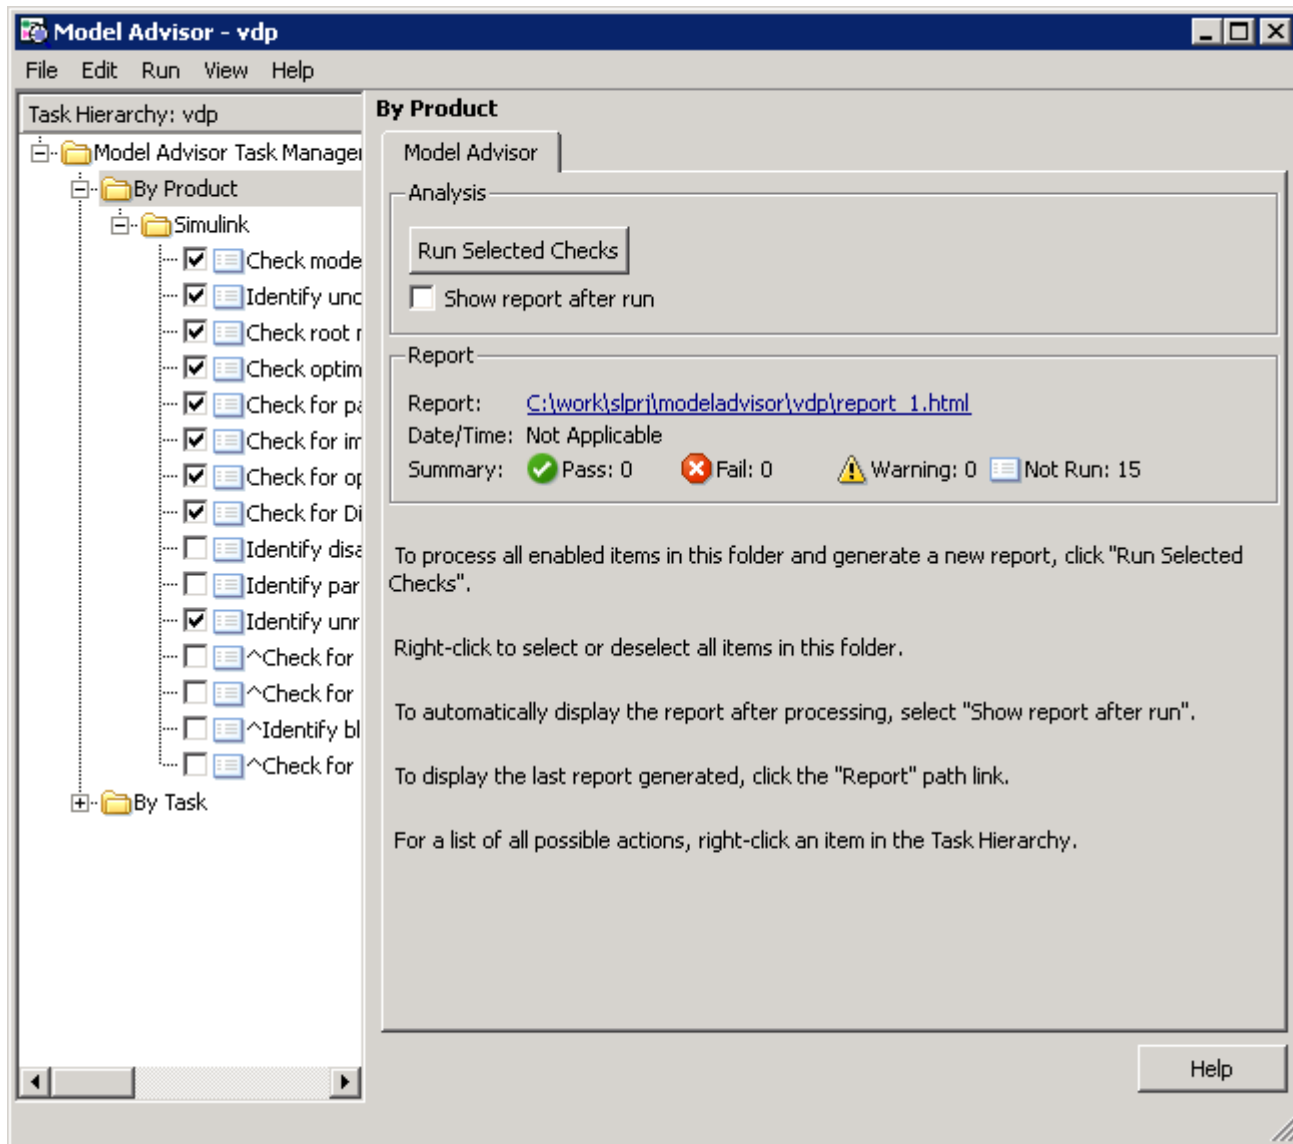 Model Advisor - vdp
File Edit Run View Help
Task Hierarchy: vdp
Model Advisor Task Manager
By Product
Simulink
Check mode
Identify unc
Check root r
Check optim
Check for pa
Check for im
Check for op
Check for Di
Identify disa
Identify par
Identify unr
^Check for
^Check for
^Identify bl
^Check for
By Task
By Product
Model Advisor
Analysis
Run Selected Checks
Show report after run
Report
Report: C:\work\slprj\modeladvisor\vdp\report_1.html
Date/Time: Not Applicable
Summary: Pass: 0 Fail: 0 Warning: 0 Not Run: 15
To process all enabled items in this folder and generate a new report, click "Run Selected
Checks".
Right-click to select or deselect all items in this folder.
To automatically display the report after processing, select "Show report after run".
To display the last report generated, click the "Report" path link.
For a list of all possible actions, right-click an item in the Task Hierarchy.
Help